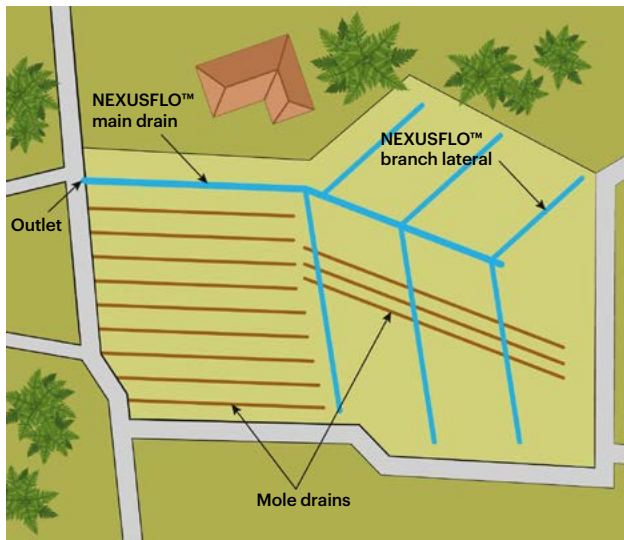 NEXUSFLO™
main drain
NEXUSFLO™
branch lateral
Outlet
Mole drains